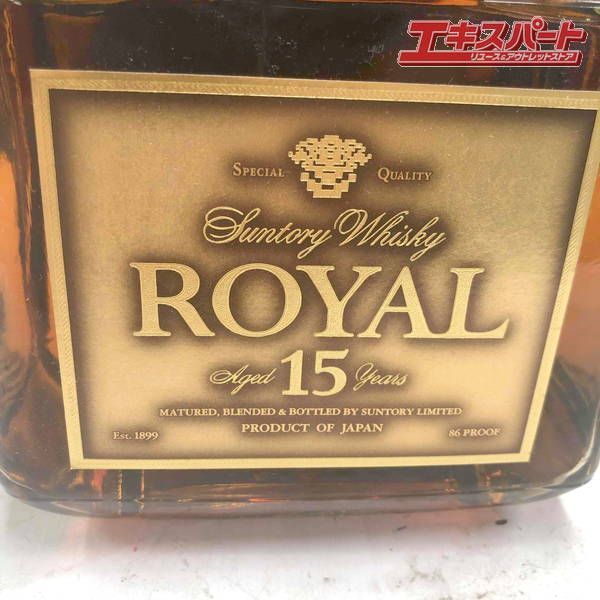 エキスパート
リユース&アウトレットストア
SPECIAL QUALITY
Suntory Whisky
ROYAL
Aged 15 Years
MATURED, BLENDED & BOTTLED BY SUNTORY LIMITED
PRODUCT OF JAPAN
Est. 1899
86 PROOF